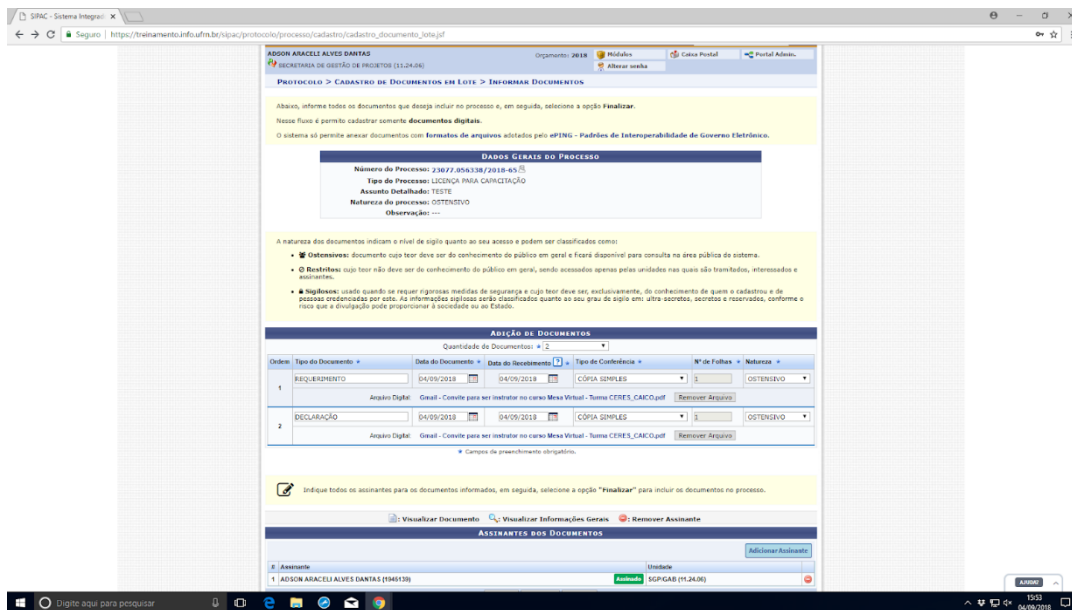 SIPAC - Sistema Integrad
Seguro | https://treinamento.info.ufrn.br/sipac/protocolo/processo/cadastro/cadastro_documento_lote.jsf
ADSON ARACELI ALVES DANTAS
Orçamento: 2018
Módulos
Caixa Postal
Portal Admin.
SECRETARIA DE GESTÃO DE PROJETOS (11.24.06)
Alterar senha
PROTOCOLO > CADASTRO DE DOCUMENTOS EM LOTE > INFORMAR DOCUMENTOS
Abaixo, informe todos os documentos que deseja incluir no processo e, em seguida, selecione a opção Finalizar.
Nesse fluxo é permito cadastrar somente documentos digitais.
O sistema só permite anexar documentos com formatos de arquivos adotados pelo ePING - Padrões de Interoperabilidade de Governo Eletrônico.
DADOS GERAIS DO PROCESSO
Número do Processo: 23077.056338/2018-65
Tipo do Processo: LICENÇA PARA CAPACITAÇÃO
Assunto Detalhado: TESTE
Natureza do processo: OSTENSIVO
Observação: ---
A natureza dos documentos indicam o nível de sigilo quanto ao seu acesso e podem ser classificados como:
• Ostensivos: documento cujo teor deve ser do conhecimento do público em geral e ficará disponível para consulta na área pública do sistema.
• Restritos: cujo teor não deve ser do conhecimento do público em geral, sendo acessados apenas pelas unidades nas quais são tramitados, interessados e
assinantes.
• Sigilosos: usado quando se requer rigorosas medidas de segurança e cujo teor deve ser, exclusivamente, do conhecimento de quem o cadastrou e de
pessoas credenciadas por este. As informações sigilosas serão classificados quanto ao seu grau de sigilo em: ultra-secretos, secretos e reservados, conforme o
risco que a divulgação pode proporcionar à sociedade ou ao Estado.
ADIÇÃO DE DOCUMENTOS
Quantidade de Documentos: * 2
Ordem Tipo do Documento * Data do Documento * Data do Recebimento ? * Tipo de Conferência * Nº de Folhas * Natureza *
1 REQUERIMENTO 04/09/2018 04/09/2018 CÓPIA SIMPLES OSTENSIVO
Arquivo Digital: Gmail - Convite para ser instrutor no curso Mesa Virtual - Turma CERES_CAICO.pdf Remover Arquivo
2 DECLARAÇÃO 04/09/2018 04/09/2018 CÓPIA SIMPLES OSTENSIVO
Arquivo Digital: Gmail - Convite para ser instrutor no curso Mesa Virtual - Turma CERES_CAICO.pdf Remover Arquivo
* Campos de preenchimento obrigatório.
Indique todos os assinantes para os documentos informados, em seguida, selecione a opção "Finalizar" para incluir os documentos no processo.
: Visualizar Documento : Visualizar Informações Gerais : Remover Assinante
ASSINANTES DOS DOCUMENTOS
Adicionar Assinante
# Assinante Unidade
1 ADSON ARACELI ALVES DANTAS (1945139) Assinado SGP/GAB (11.24.06)
AJUDA?
Digite aqui para pesquisar
15:53
04/09/2018